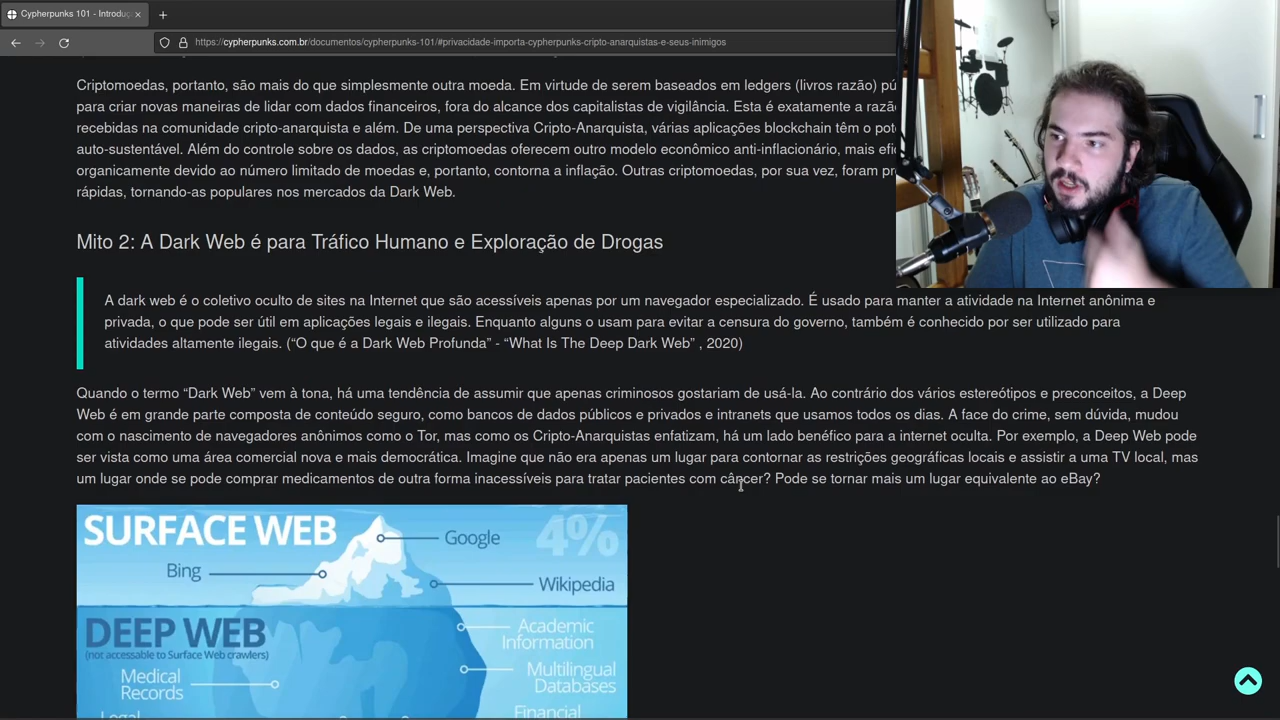 Cypherpunks 101 - Introduç
https://cypherpunks.com.br/documentos/cypherpunks-101/#privacidade-importa-cypherpunks-cripto-anarquistas-e-seus-inimigos
Criptomoedas, portanto, são mais do que simplesmente outra moeda. Em virtude de serem baseados em ledgers (livros razão) pú
para criar novas maneiras de lidar com dados financeiros, fora do alcance dos capitalistas de vigilância. Esta é exatamente a razã
recebidas na comunidade cripto-anarquista e além. De uma perspectiva Cripto-Anarquista, várias aplicações blockchain têm o pot
auto-sustentável. Além do controle sobre os dados, as criptomoedas oferecem outro modelo econômico anti-inflacionário, mais efi
organicamente devido ao número limitado de moedas e, portanto, contorna a inflação. Outras criptomoedas, por sua vez, foram pr
rápidas, tornando-as populares nos mercados da Dark Web.
Mito 2: A Dark Web é para Tráfico Humano e Exploração de Drogas
A dark web é o coletivo oculto de sites na Internet que são acessíveis apenas por um navegador especializado. É usado para manter a atividade na Internet anônima e
privada, o que pode ser útil em aplicações legais e ilegais. Enquanto alguns o usam para evitar a censura do governo, também é conhecido por ser utilizado para
atividades altamente ilegais. (“O que é a Dark Web Profunda” - “What Is The Deep Dark Web” , 2020)
Quando o termo “Dark Web” vem à tona, há uma tendência de assumir que apenas criminosos gostariam de usá-la. Ao contrário dos vários estereótipos e preconceitos, a Deep
Web é em grande parte composta de conteúdo seguro, como bancos de dados públicos e privados e intranets que usamos todos os dias. A face do crime, sem dúvida, mudou
com o nascimento de navegadores anônimos como o Tor, mas como os Cripto-Anarquistas enfatizam, há um lado benéfico para a internet oculta. Por exemplo, a Deep Web pode
ser vista como uma área comercial nova e mais democrática. Imagine que não era apenas um lugar para contornar as restrições geográficas locais e assistir a uma TV local, mas
um lugar onde se pode comprar medicamentos de outra forma inacessíveis para tratar pacientes com câncer? Pode se tornar mais um lugar equivalente ao eBay?
SURFACE WEB
4%
Google
Bing
Wikipedia
DEEP WEB
(not accessable to Surface Web crawlers)
Academic
Information
Medical
Records
Multilingual
Databases
Legal
Financial